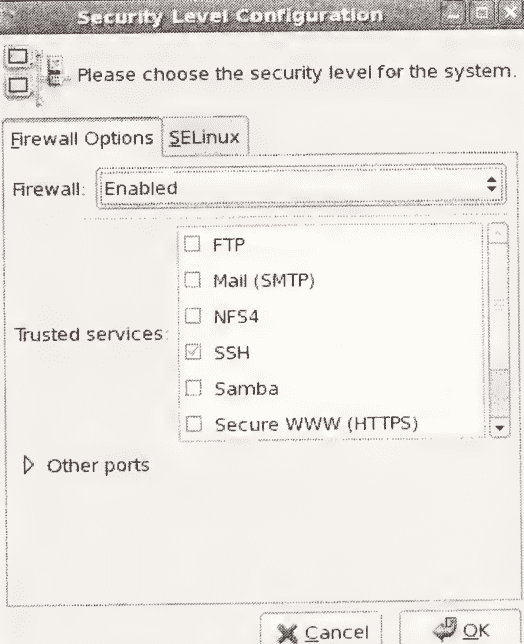 Security Level Configuration
Please choose the security level for the system.
Firewall Options
SELinux
Firewall: Enabled
Trusted services:
FTP
Mail (SMTP)
NFS4
SSH
Samba
Secure WWW (HTTPS)
Other ports
Cancel
OK